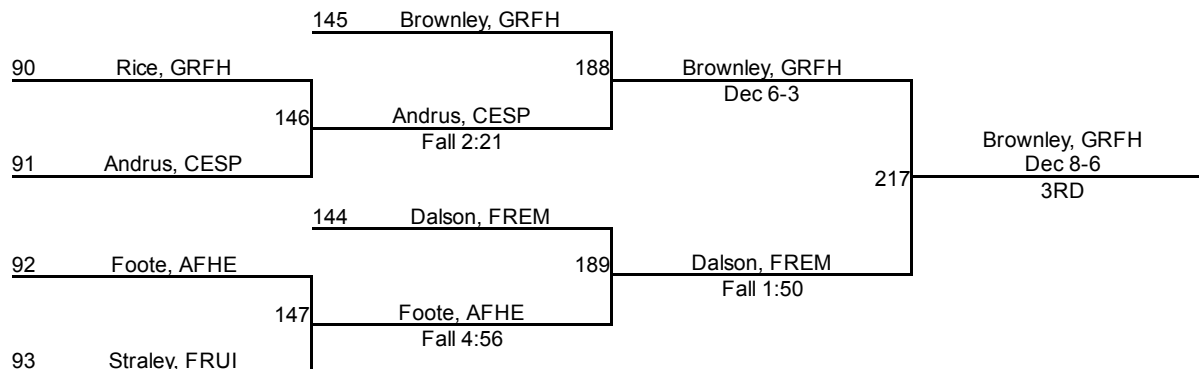 145 Brownley, GRFH
90 Rice, GRFH
188 Brownley, GRFH
Dec 6-3
146 Andrus, CESP
Fall 2:21
91 Andrus, CESP
Brownley, GRFH
Dec 8-6
217
3RD
144 Dalson, FREM
92 Foote, AFHE
189 Dalson, FREM
Fall 1:50
147 Foote, AFHE
Fall 4:56
93 Straley, FRUI